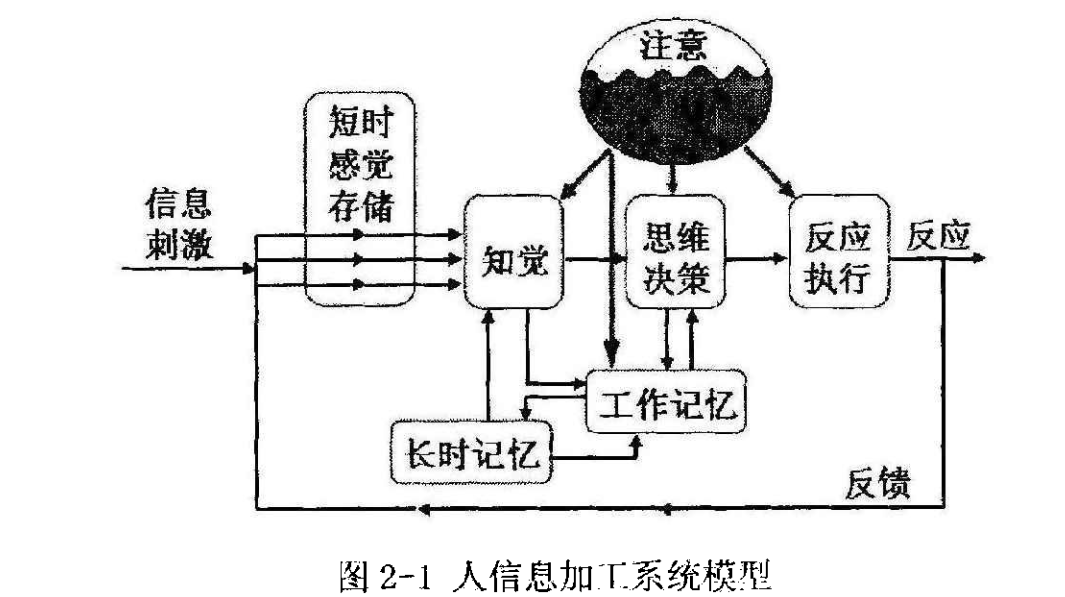 注意
短时
感觉
存储
信息
刺激
知觉
思维
决策
反应
执行
反应
工作记忆
长时记忆
反馈
图 2-1 人信息加工系统模型